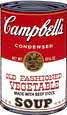 Campbell's
CONDENSED
OLD FASHIONED
VEGETABLE
MADE WITH BEEF STOCK
SOUP